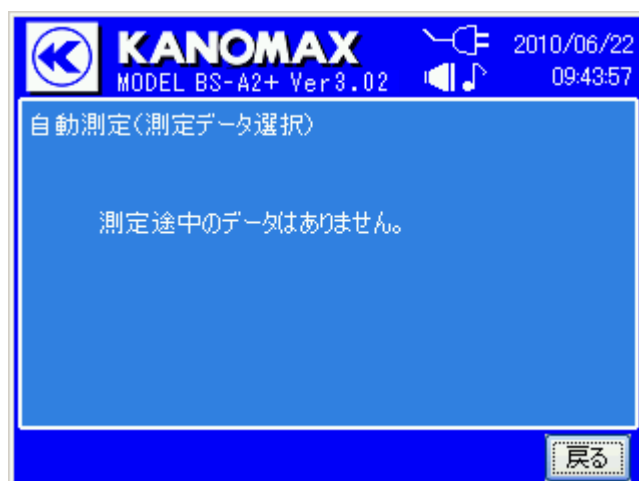 KANOMAX
2010/06/22
MODEL BS-A2+ Ver3.02
09:43:57
自動測定(測定データ選択)
測定途中のデータはありません。
戻る